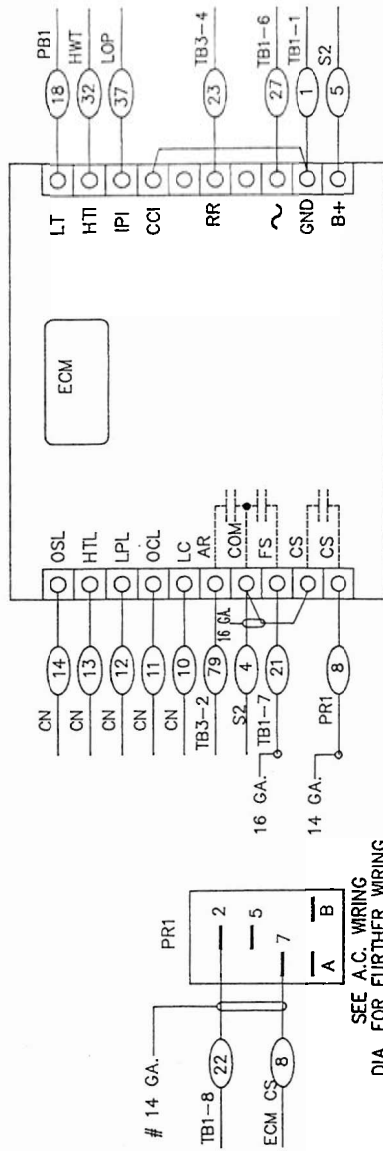 ECM
OSL
HTL
LPL
OCL
LC
AR
COM
FS
CS
CS
LT
HTI
IPI
CCI
RR
~
GND
B+
CN 14
CN 13
CN 12
CN 11
CN 10
TB3-2 79
S2 4
TB1-7 21
PR1 8
16 GA.
16 GA.
14 GA.
18 PB1
32 HWT
37 LOP
23 TB3-4
27 TB1-6
1 TB1-1
5 S2
PR1
2
5
7
A B
# 14 GA.
TB1-8 22
ECM CS 8
SEE A.C. WIRING
DIA. FOR FURTHER WIRING